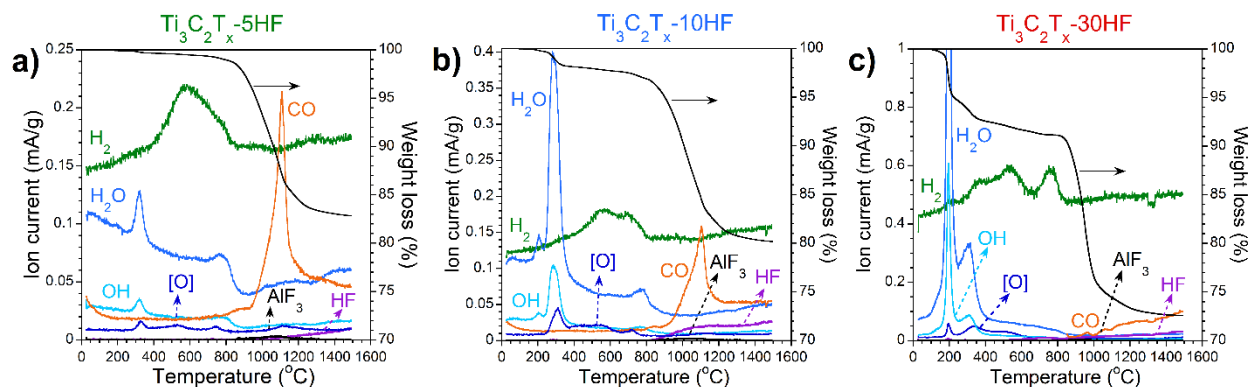 Ti₃C₂Tₓ-5HF
a)
Ion current (mA/g)
0.25
0.2
0.15
0.1
0.05
0
100
95
90
85
80
75
70
Weight loss (%)
H₂
H₂O
OH
[O]
AlF₃
HF
CO
0 200 400 600 800 1000 1200 1400 1600
Temperature (°C)
Ti₃C₂Tₓ-10HF
b)
Ion current (mA/g)
0.4
0.35
0.3
0.25
0.2
0.15
0.1
0.05
0
100
95
90
85
80
75
70
Weight loss (%)
H₂O
H₂
OH
[O]
CO
AlF₃
HF
0 200 400 600 800 1000 1200 1400 1600
Temperature (°C)
Ti₃C₂Tₓ-30HF
c)
Ion current (mA/g)
1
0.8
0.6
0.4
0.2
0
100
95
90
85
80
75
70
Weight loss (%)
H₂O
H₂
OH
[O]
CO
AlF₃
HF
0 200 400 600 800 1000 1200 1400 1600
Temperature (°C)